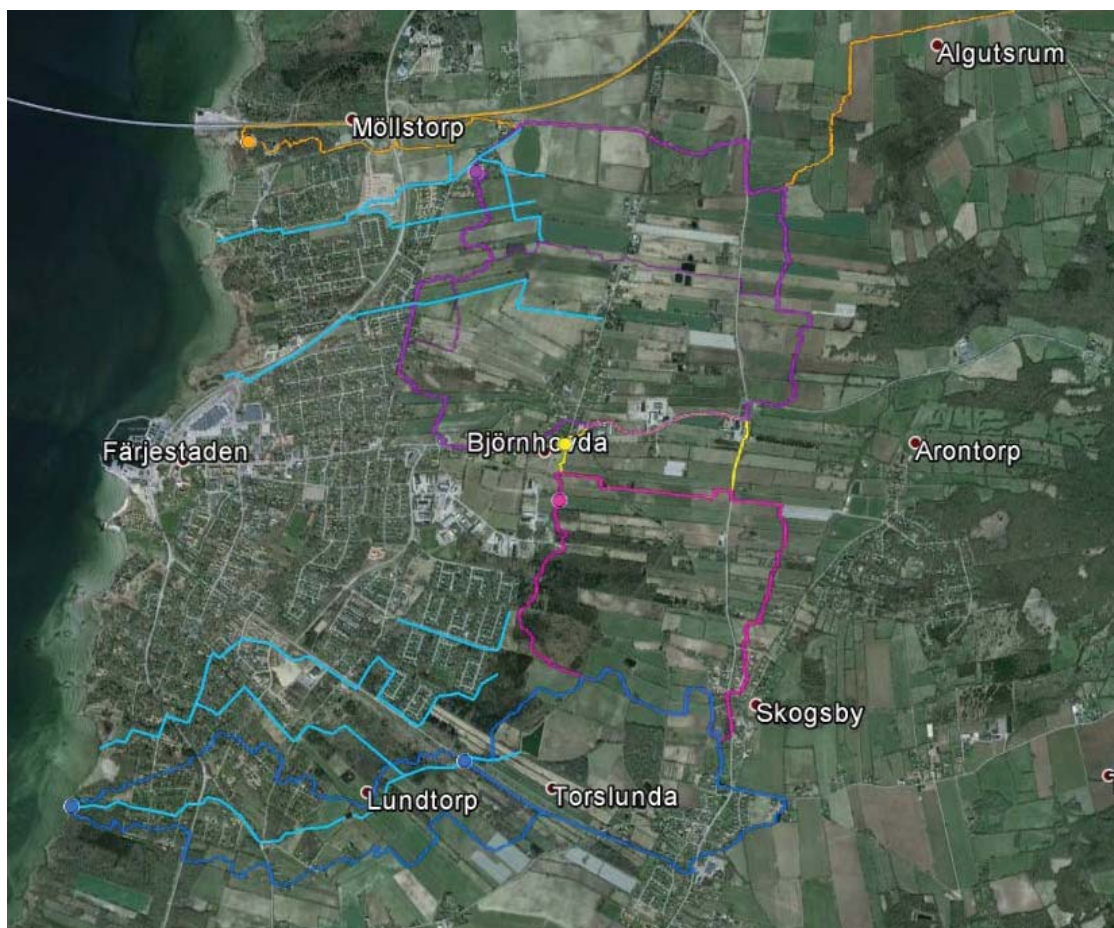 Algutsrum
Möllstorp
Björnhovda
Färjestaden
Arontorp
Skogsby
Lundtorp
Torslunda